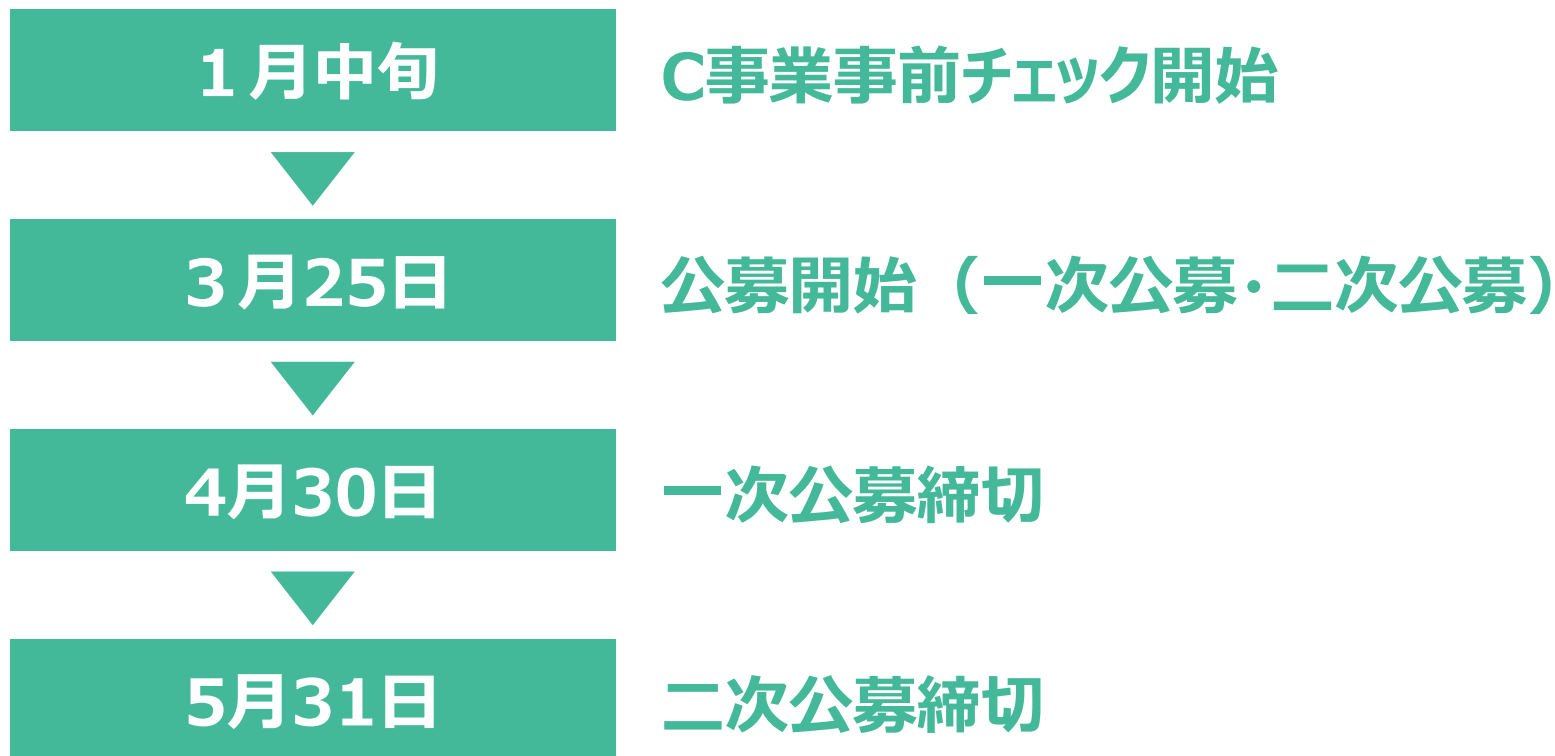 １月中旬
C事業事前チェック開始
３月25日
公募開始（一次公募・二次公募）
4月30日
一次公募締切
5月31日
二次公募締切